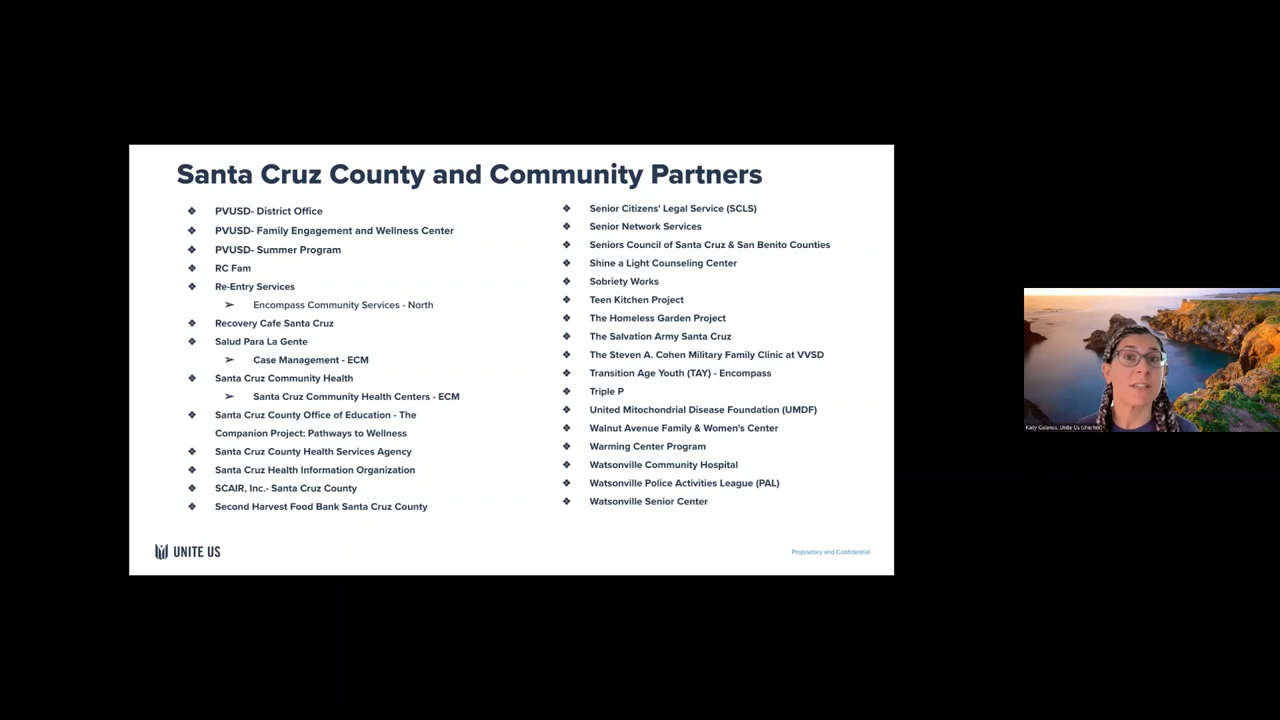 Santa Cruz County and Community Partners
PVUSD- District Office
PVUSD- Family Engagement and Wellness Center
PVUSD- Summer Program
RC Fam
Re-Entry Services
Encompass Community Services - North
Recovery Cafe Santa Cruz
Salud Para La Gente
Case Management - ECM
Santa Cruz Community Health
Santa Cruz Community Health Centers - ECM
Santa Cruz County Office of Education - The
Companion Project: Pathways to Wellness
Santa Cruz County Health Services Agency
Santa Cruz Health Information Organization
SCAIR, Inc.- Santa Cruz County
Second Harvest Food Bank Santa Cruz County
Senior Citizens' Legal Service (SCLS)
Senior Network Services
Seniors Council of Santa Cruz & San Benito Counties
Shine a Light Counseling Center
Sobriety Works
Teen Kitchen Project
The Homeless Garden Project
The Salvation Army Santa Cruz
The Steven A. Cohen Military Family Clinic at VVSD
Transition Age Youth (TAY) - Encompass
Triple P
United Mitochondrial Disease Foundation (UMDF)
Walnut Avenue Family & Women's Center
Warming Center Program
Watsonville Community Hospital
Watsonville Police Activities League (PAL)
Watsonville Senior Center
UNITE US
Proprietary and Confidential
Unite Us (she/her)